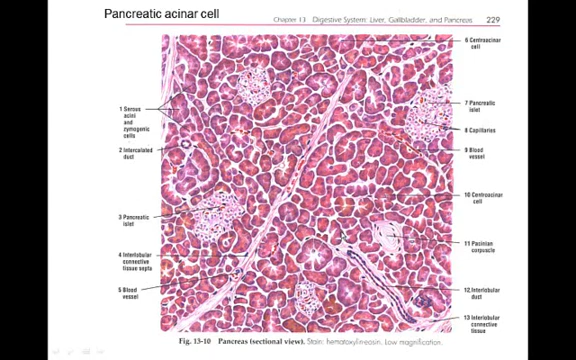 Pancreatic acinar cell
Chapter 13 Digestive System: Liver, Gallbladder, and Pancreas
229
1 Serous
acini
and
zymogenic
cells
2 Intercalated
duct
3 Pancreatic
islet
4 Interlobular
connective
tissue septa
5 Blood
vessel
6 Centroacinar
cell
7 Pancreatic
islet
8 Capillaries
9 Blood
vessel
10 Centroacinar
cell
11 Pacinian
corpuscle
12 Interlobular
duct
13 Interlobular
connective
tissue
Fig. 13-10 Pancreas (sectional view). Stain: hematoxylineosin. Low magnification.